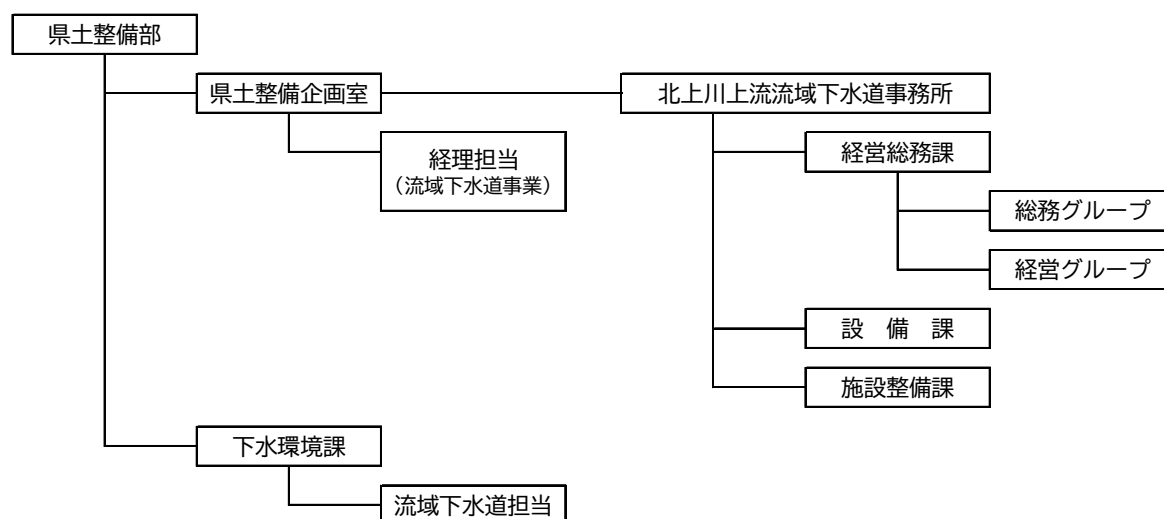 県土整備部
県土整備企画室
北上川上流流域下水道事務所
経理担当
（流域下水道事業）
経営総務課
総務グループ
経営グループ
設　備　課
施設整備課
下水環境課
流域下水道担当